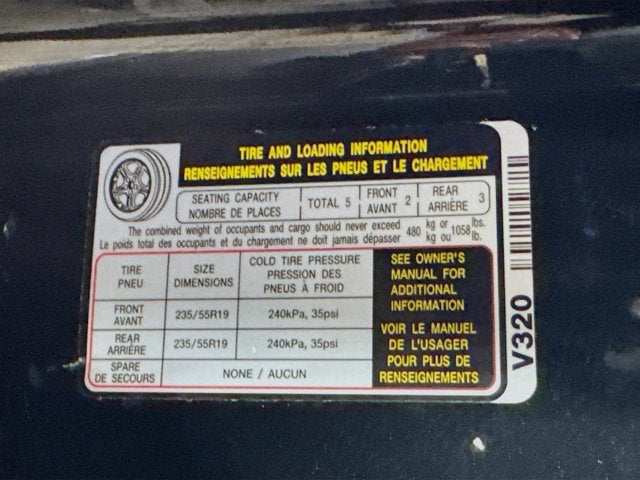 TIRE AND LOADING INFORMATION
RENSEIGNEMENTS SUR LES PNEUS ET LE CHARGEMENT
SEATING CAPACITY
NOMBRE DE PLACES
TOTAL 5
FRONT
AVANT 2
REAR
ARRIÈRE 3
The combined weight of occupants and cargo should never exceed 480 kg or 1058 lbs.
Le poids total des occupants et du chargement ne doit jamais dépasser 480 kg ou 1058 lb.
TIRE
PNEU
SIZE
DIMENSIONS
COLD TIRE PRESSURE
PRESSION DES
PNEUS À FROID
FRONT
AVANT
235/55R19
240kPa, 35psi
REAR
ARRIÈRE
235/55R19
240kPa, 35psi
SPARE
DE SECOURS
NONE / AUCUN
SEE OWNER'S
MANUAL FOR
ADDITIONAL
INFORMATION
VOIR LE MANUEL
DE L'USAGER
POUR PLUS DE
RENSEIGNEMENTS
V320